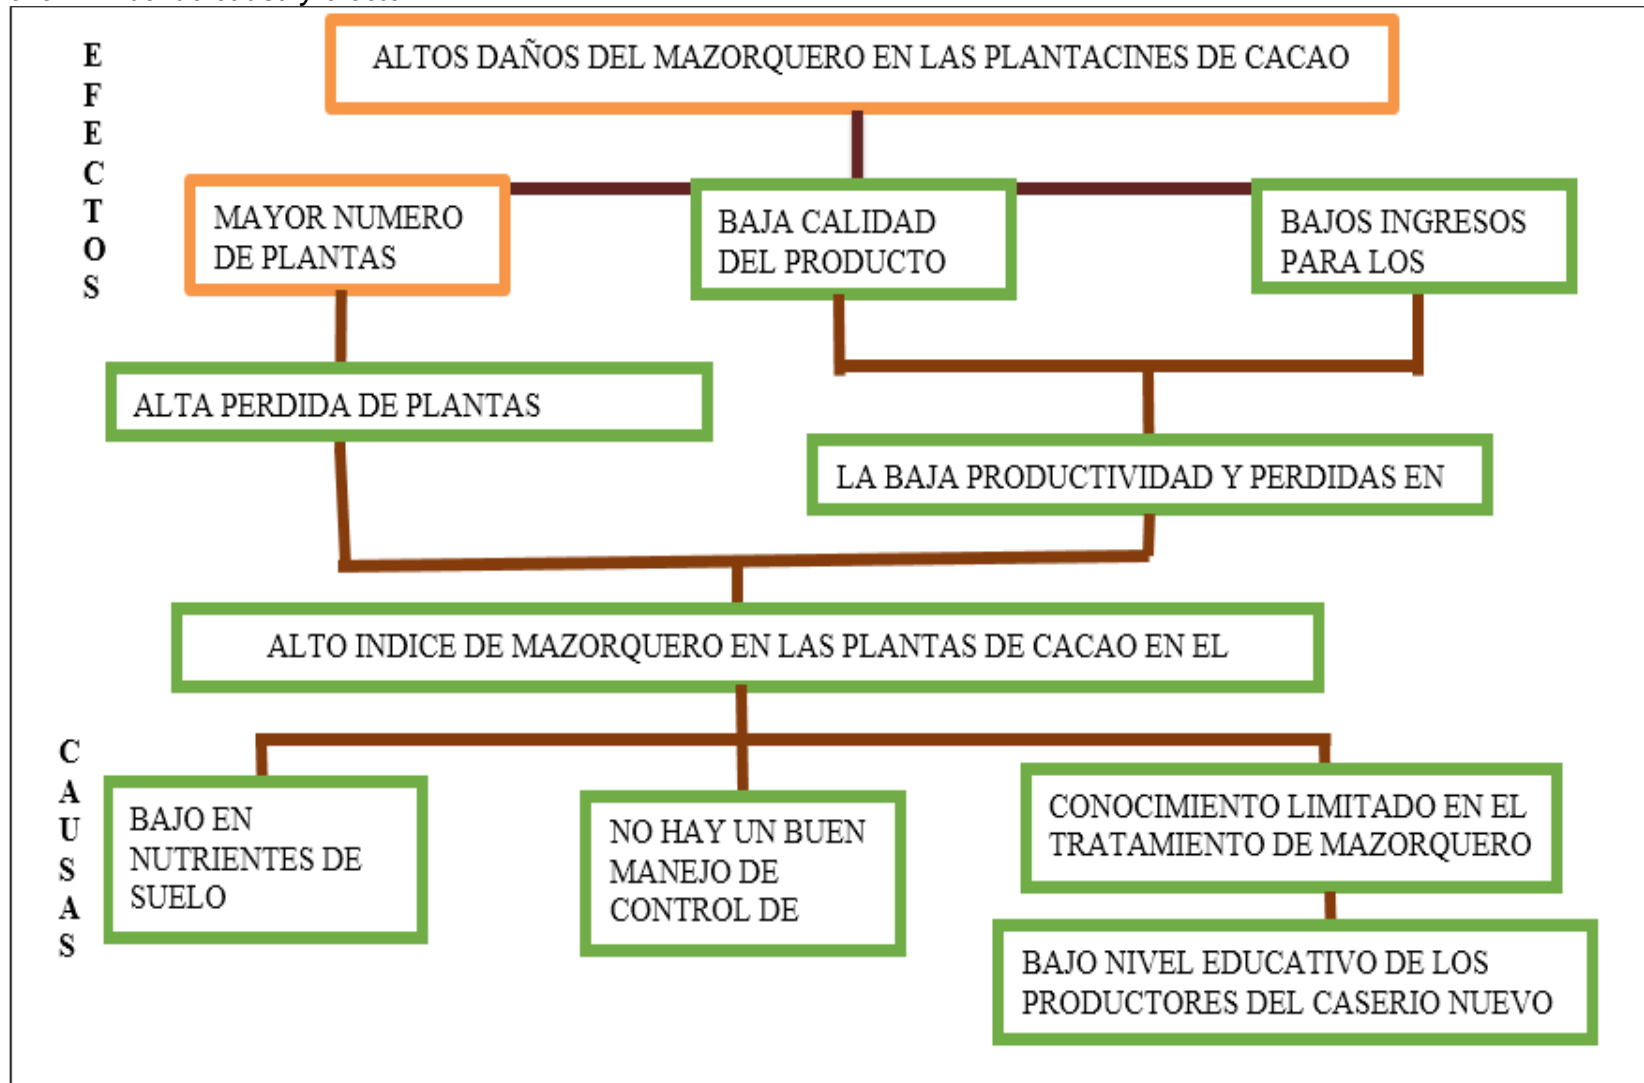 EFECTOS
ALTOS DAÑOS DEL MAZORQUERO EN LAS PLANTACINES DE CACAO
MAYOR NUMERO
DE PLANTAS
BAJA CALIDAD
DEL PRODUCTO
BAJOS INGRESOS
PARA LOS
ALTA PERDIDA DE PLANTAS
LA BAJA PRODUCTIVIDAD Y PERDIDAS EN
ALTO INDICE DE MAZORQUERO EN LAS PLANTAS DE CACAO EN EL
CAUSAS
BAJO EN
NUTRIENTES DE
SUELO
NO HAY UN BUEN
MANEJO DE
CONTROL DE
CONOCIMIENTO LIMITADO EN EL
TRATAMIENTO DE MAZORQUERO
BAJO NIVEL EDUCATIVO DE LOS
PRODUCTORES DEL CASERIO NUEVO